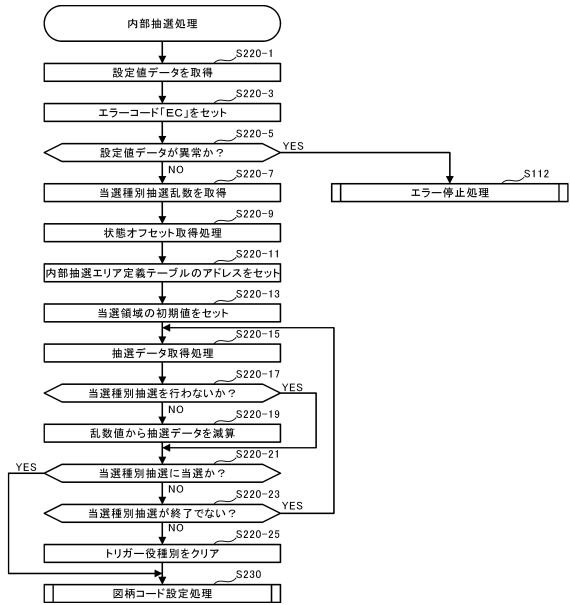 内部抽選処理
S220-1
設定値データを取得
S220-3
エラーコード「EC」をセット
S220-5
設定値データが異常か？
YES
NO
S220-7
当選種別抽選乱数を取得
S112
エラー停止処理
S220-9
状態オフセット取得処理
S220-11
内部抽選エリア定義テーブルのアドレスをセット
S220-13
当選領域の初期値をセット
S220-15
抽選データ取得処理
S220-17
当選種別抽選を行わないか？
YES
NO
S220-19
乱数値から抽選データを減算
S220-21
YES
当選種別抽選に当選か？
NO
S220-23
当選種別抽選が終了でない？
YES
NO
S220-25
トリガー役種別をクリア
S230
図柄コード設定処理